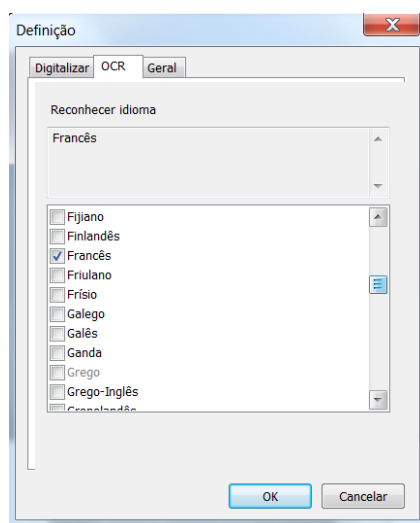 Definição
Digitalizar OCR Geral
Reconhecer idioma
Francês
Fijiano
Finlandês
Francês
Friulano
Frísio
Galego
Galês
Ganda
Grego
Grego-Inglês
OK Cancelar